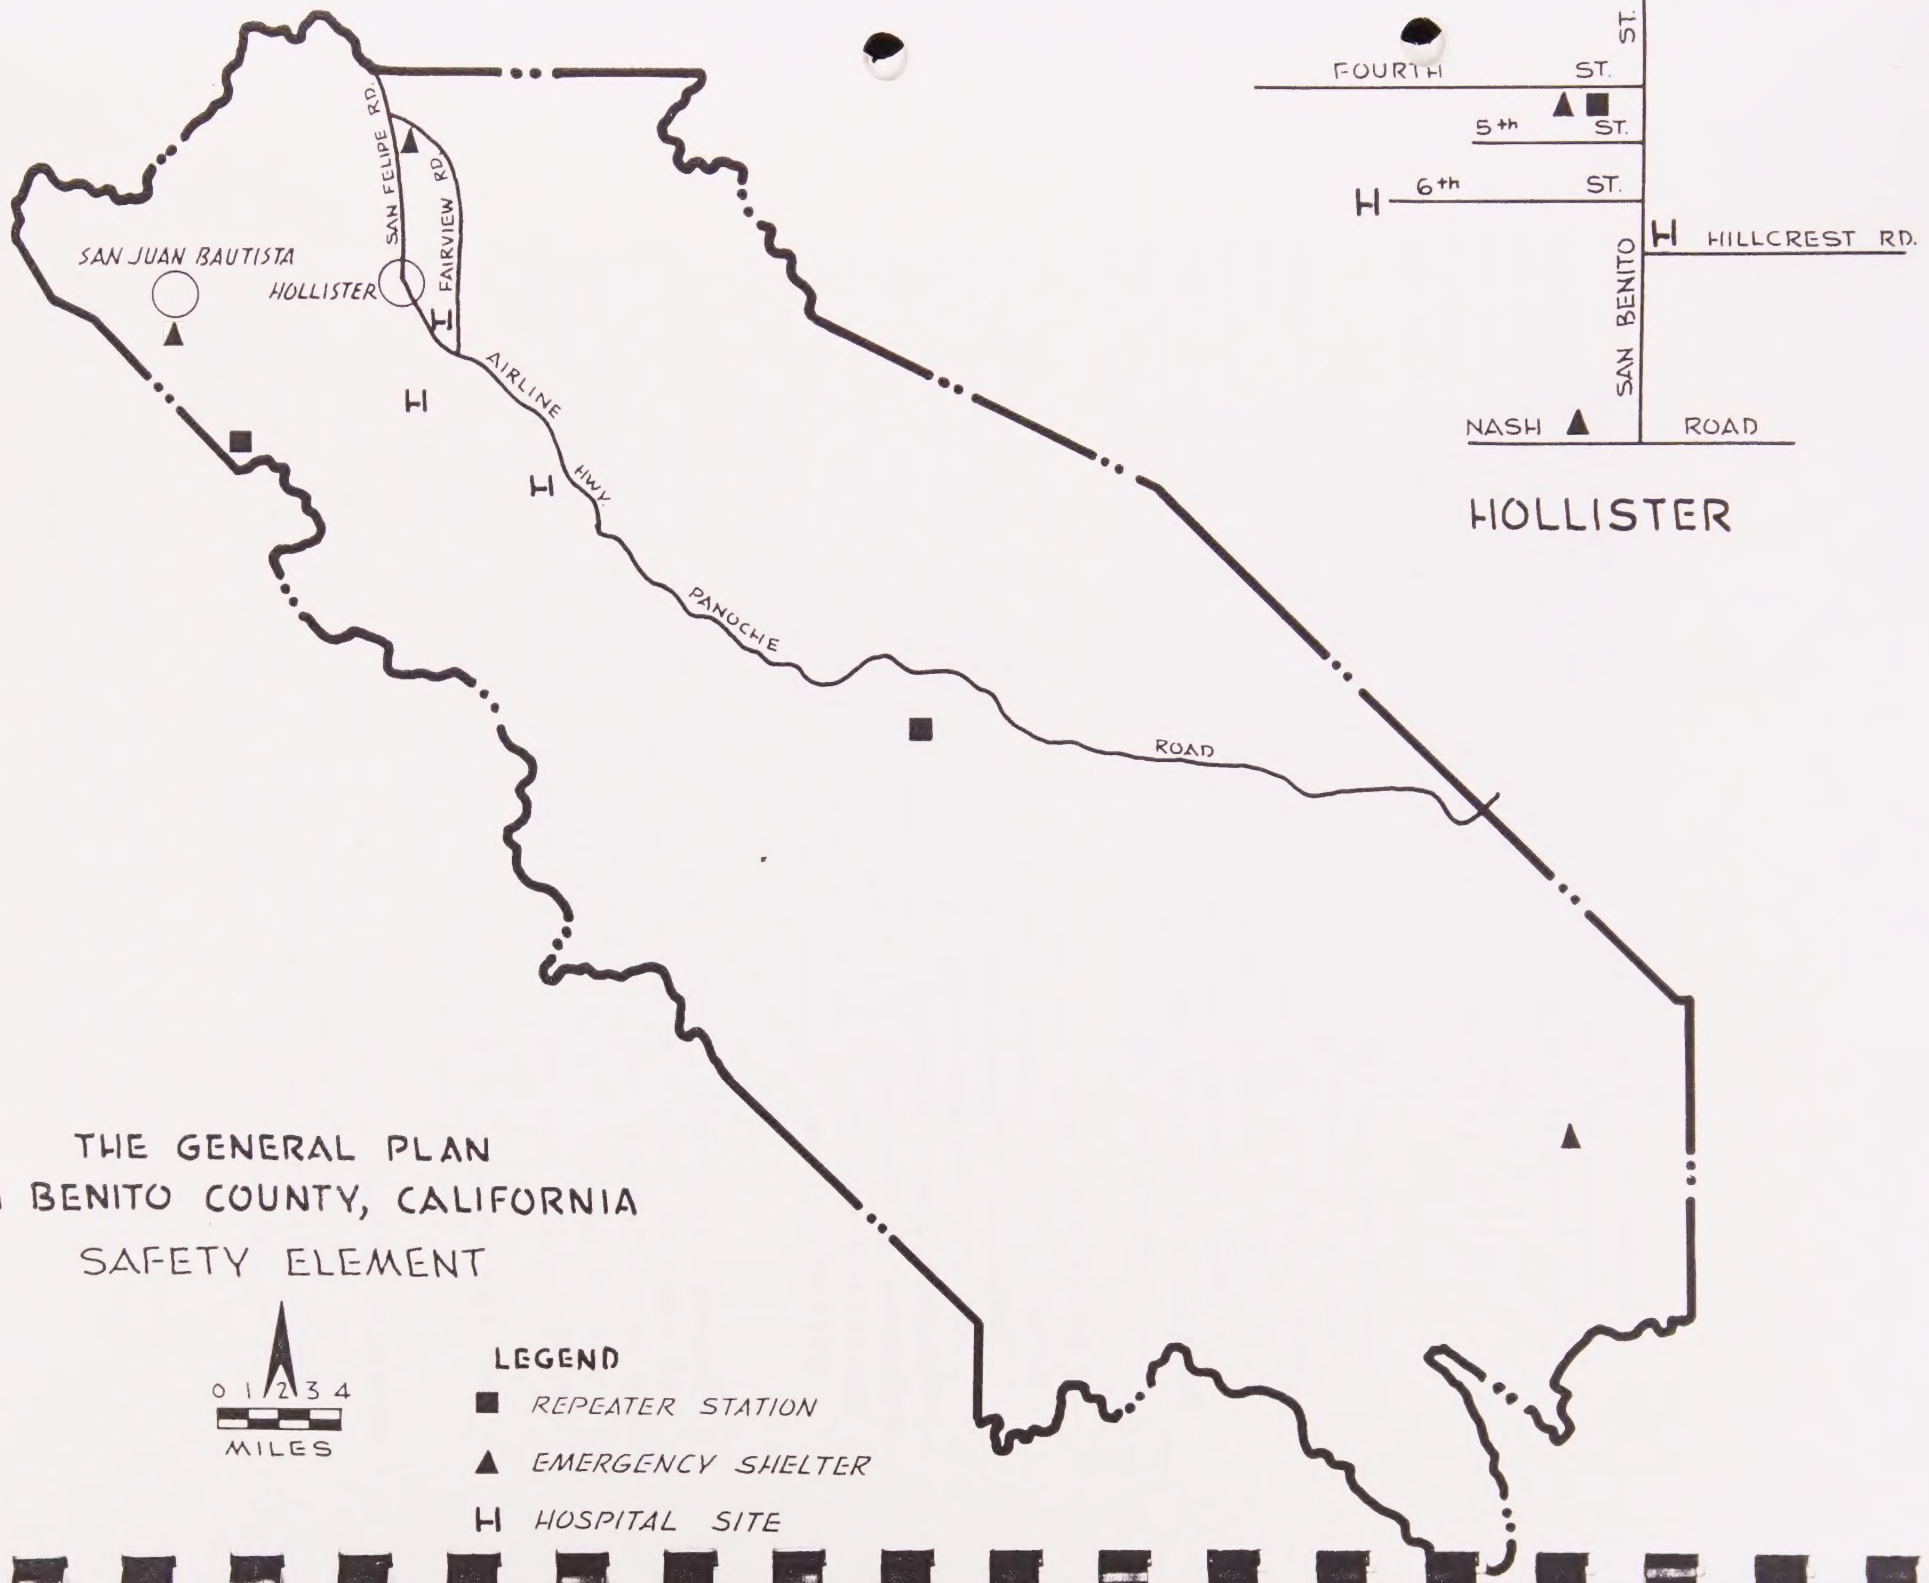 FOURTH ST.
ST.
5th ST.
6th ST.
H
H HILLCREST RD.
SAN BENITO
NASH ROAD
HOLLISTER
SAN FELIPE RD.
FAIRVIEW RD.
SAN JUAN BAUTISTA
HOLLISTER
H
AIRLINE
H
HWY.
H
PANOCHE
ROAD
THE GENERAL PLAN
BENITO COUNTY, CALIFORNIA
SAFETY ELEMENT
0 1 2 3 4
MILES
LEGEND
REPEATER STATION
EMERGENCY SHELTER
H HOSPITAL SITE